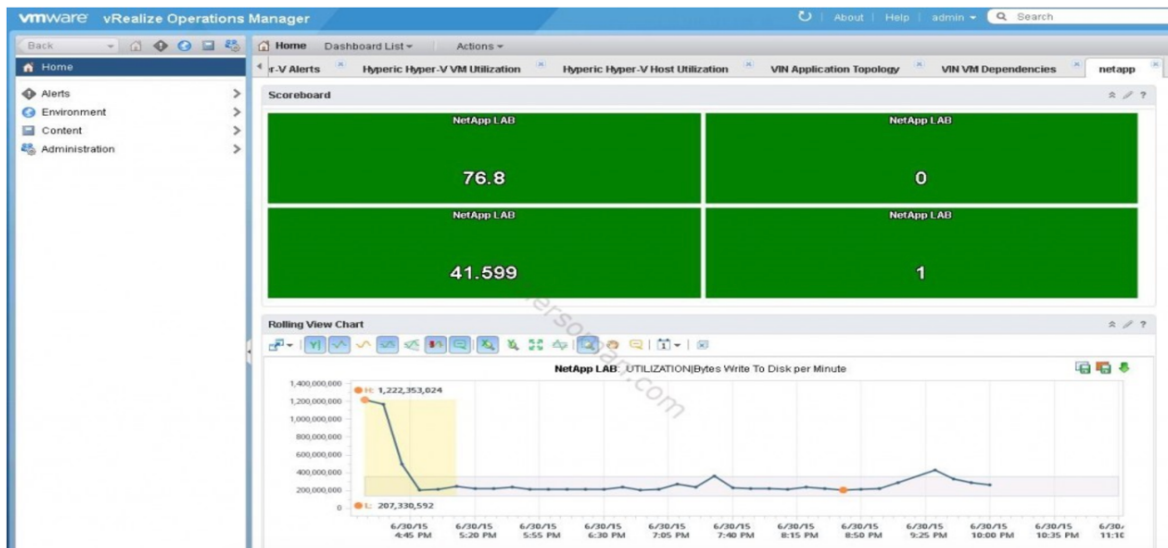 vmware vRealize Operations Manager
About Help admin Search
Back
Home Dashboard List Actions
Home
r-V Alerts Hyperic Hyper-V VM Utilization Hyperic Hyper-V Host Utilization VIN Application Topology VIN VM Dependencies netapp
Alerts
Environment
Content
Administration
Scoreboard
?
NetApp LAB
76.8
NetApp LAB
0
NetApp LAB
41.599
NetApp LAB
1
Rolling View Chart
?
NetApp LAB: UTILIZATION|Bytes Write To Disk per Minute
1,400,000,000
1,200,000,000
1,000,000,000
800,000,000
600,000,000
400,000,000
200,000,000
0
H: 1,222,353,024
L: 207,330,592
6/30/15 6/30/15 6/30/15 6/30/15 6/30/15 6/30/15 6/30/15 6/30/15 6/30/15 6/30/15 6/30/15 6/30/
4:45 PM 5:20 PM 5:55 PM 6:30 PM 7:05 PM 7:40 PM 8:15 PM 8:50 PM 9:25 PM 10:00 PM 10:35 PM 11:10